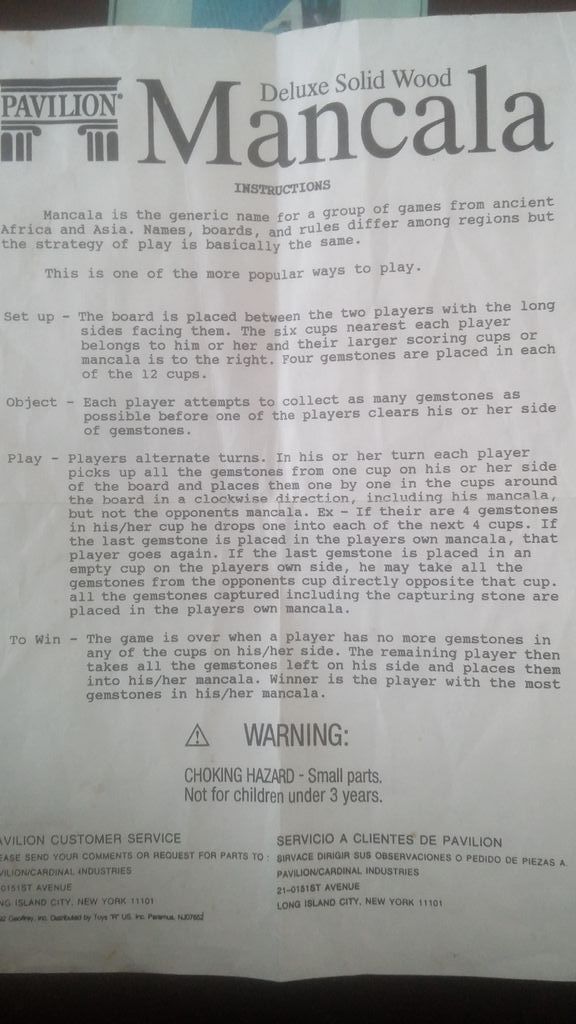 PAVILION®
Deluxe Solid Wood
Mancala
INSTRUCTIONS
Mancala is the generic name for a group of games from ancient
Africa and Asia. Names, boards, and rules differ among regions but
the strategy of play is basically the same.
This is one of the more popular ways to play.
Set up - The board is placed between the two players with the long
sides facing them. The six cups nearest each player
belongs to him or her and their larger scoring cups or
mancala is to the right. Four gemstones are placed in each
of the 12 cups.
Object - Each player attempts to collect as many gemstones as
possible before one of the players clears his or her side
of gemstones.
Play - Players alternate turns. In his or her turn each player
picks up all the gemstones from one cup on his or her side
of the board and places them one by one in the cups around
the board in a clockwise direction, including his mancala,
but not the opponents mancala. Ex - If their are 4 gemstones
in his/her cup he drops one into each of the next 4 cups. If
the last gemstone is placed in the players own mancala, that
player goes again. If the last gemstone is placed in an
empty cup on the players own side, he may take all the
gemstones from the opponents cup directly opposite that cup.
all the gemstones captured including the capturing stone are
placed in the players own mancala.
To Win - The game is over when a player has no more gemstones in
any of the cups on his/her side. The remaining player then
takes all the gemstones left on his side and places them
into his/her mancala. Winner is the player with the most
gemstones in his/her mancala.
WARNING:
CHOKING HAZARD - Small parts.
Not for children under 3 years.
AVILION CUSTOMER SERVICE
EASE SEND YOUR COMMENTS OR REQUEST FOR PARTS TO :
VILION/CARDINAL INDUSTRIES
-0151ST AVENUE
NG ISLAND CITY, NEW YORK 11101
Geoffrey, Inc. Distributed by Toys "R" US, Inc. Paramus, NJ07652
SERVICIO A CLIENTES DE PAVILION
SIRVACE DIRIGIR SUS OBSERVACIONES O PEDIDO DE PIEZAS A
PAVILION/CARDINAL INDUSTRIES
21-0151ST AVENUE
LONG ISLAND CITY, NEW YORK 11101